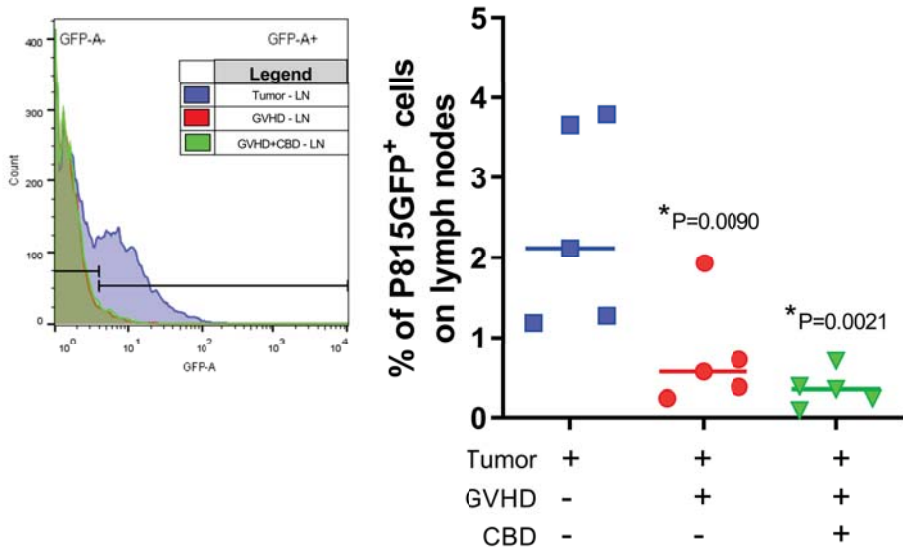 GFP-A- GFP-A+
Legend
Tumor - LN
GVHD - LN
GVHD+CBD - LN
400
300
200
100
0
Count
10^0 10^1 10^2 10^3 10^4
GFP-A
% of P815GFP+ cells
on lymph nodes
5
4
3
2
1
0
*P=0.0090
*P=0.0021
Tumor + + +
GVHD - + +
CBD - - +